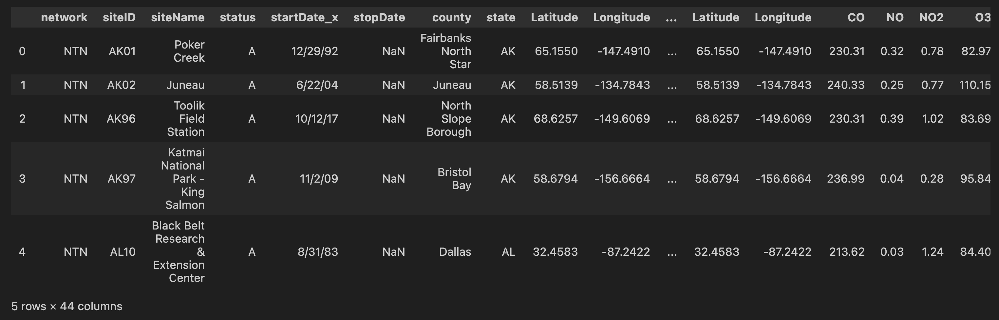 network siteID siteName status startDate_x stopDate county state Latitude Longitude ... Latitude Longitude CO NO NO2 O3
0 NTN AK01 Poker Creek A 12/29/92 NaN Fairbanks North Star AK 65.1550 -147.4910 ... 65.1550 -147.4910 230.31 0.32 0.78 82.97
1 NTN AK02 Juneau A 6/22/04 NaN Juneau AK 58.5139 -134.7843 ... 58.5139 -134.7843 240.33 0.25 0.77 110.15
2 NTN AK96 Toolik Field Station A 10/12/17 NaN North Slope Borough AK 68.6257 -149.6069 ... 68.6257 -149.6069 230.31 0.39 1.02 83.69
3 NTN AK97 Katmai National Park - King Salmon A 11/2/09 NaN Bristol Bay AK 58.6794 -156.6664 ... 58.6794 -156.6664 236.99 0.04 0.28 95.84
4 NTN AL10 Black Belt Research & Extension Center A 8/31/83 NaN Dallas AL 32.4583 -87.2422 ... 32.4583 -87.2422 213.62 0.03 1.24 84.40
5 rows × 44 columns